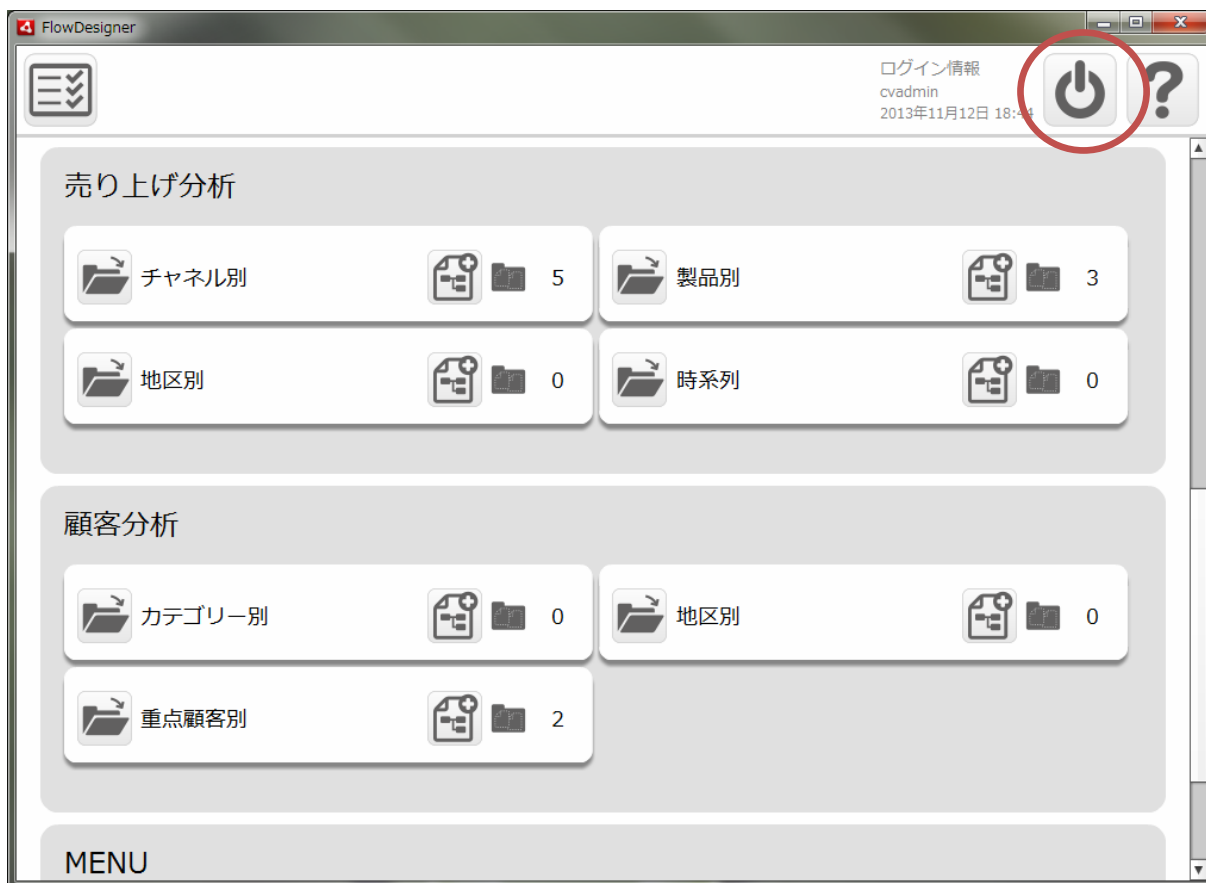 FlowDesigner
ログイン情報
cvadmin
2013年11月12日 18:44
売り上げ分析
チャネル別 5
製品別 3
地区別 0
時系列 0
顧客分析
カテゴリー別 0
地区別 0
重点顧客別 2
MENU